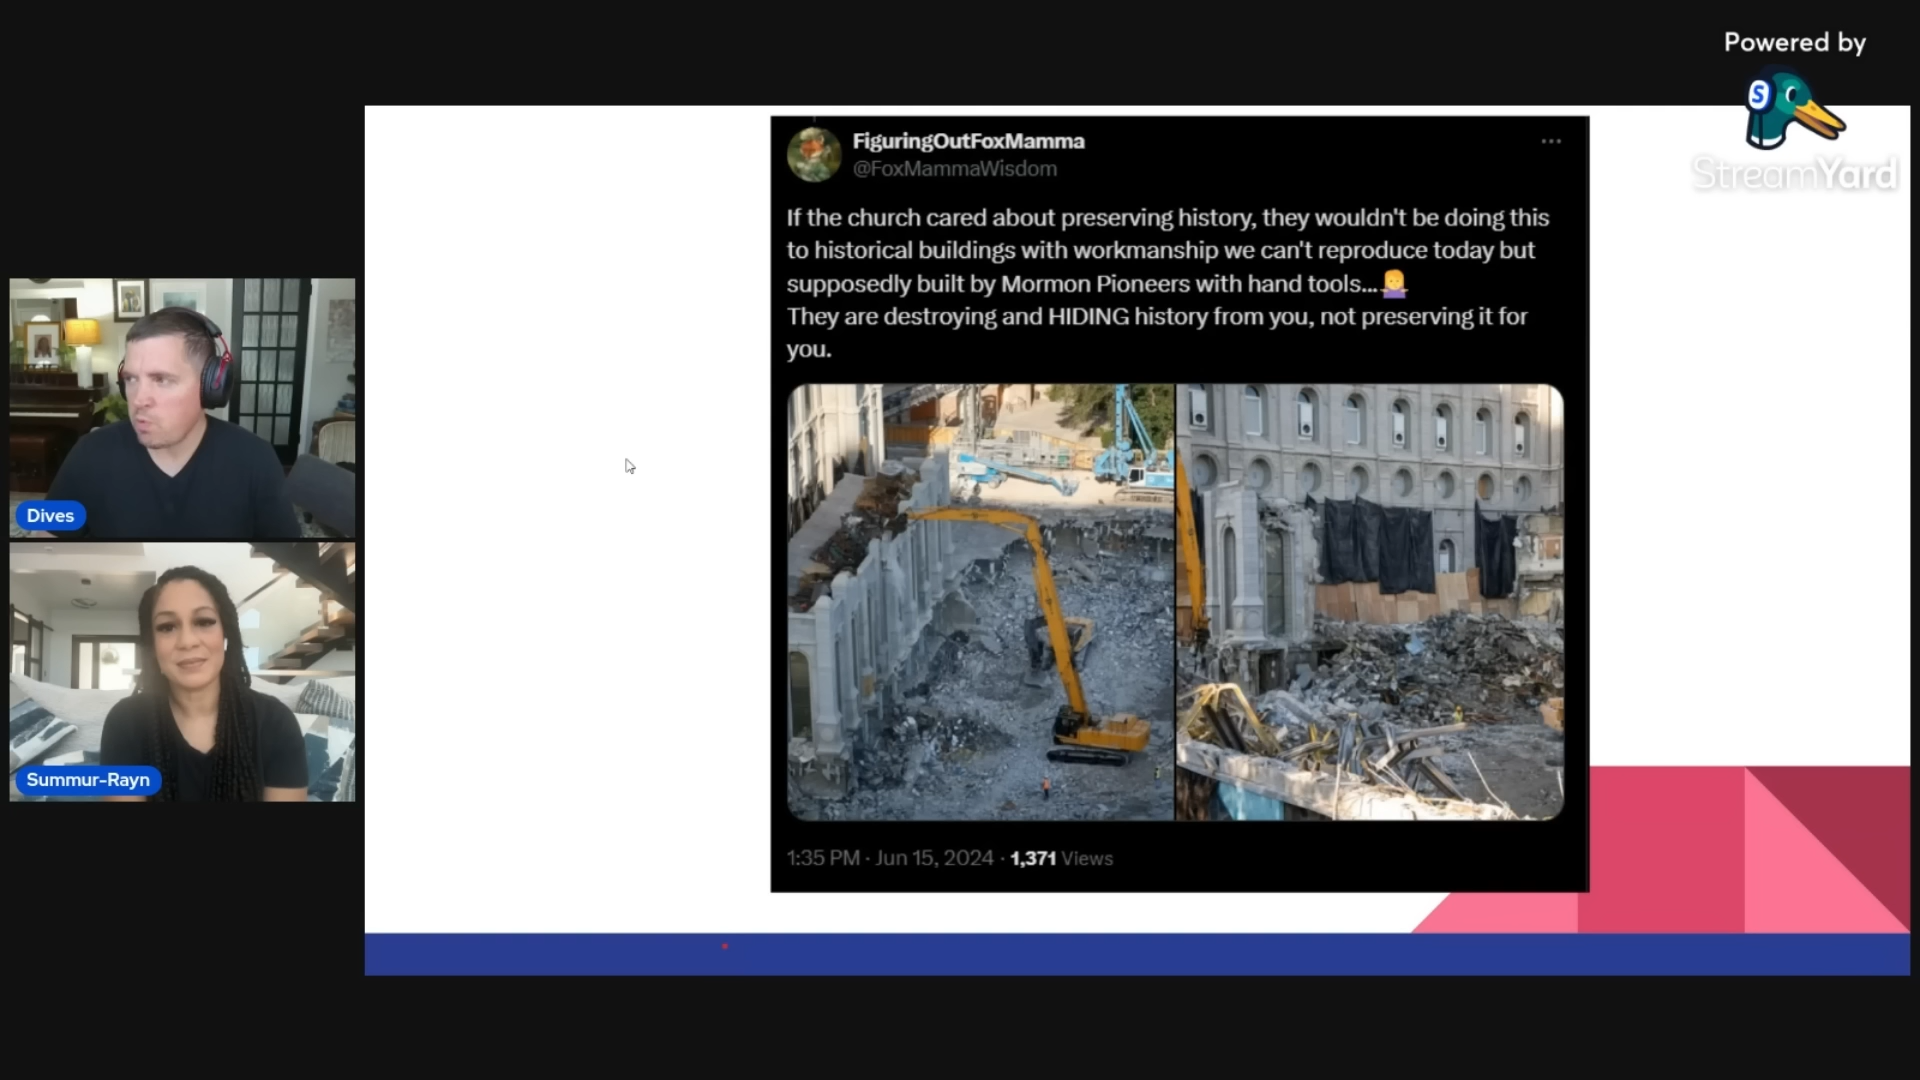 Powered by
S
StreamYard
FiguringOutFoxMamma
@FoxMammaWisdom
If the church cared about preserving history, they wouldn't be doing this
to historical buildings with workmanship we can't reproduce today but
supposedly built by Mormon Pioneers with hand tools...🤷‍♀️
They are destroying and HIDING history from you, not preserving it for
you.
1:35 PM · Jun 15, 2024 · 1,371 Views
Dives
Summur-Rayn